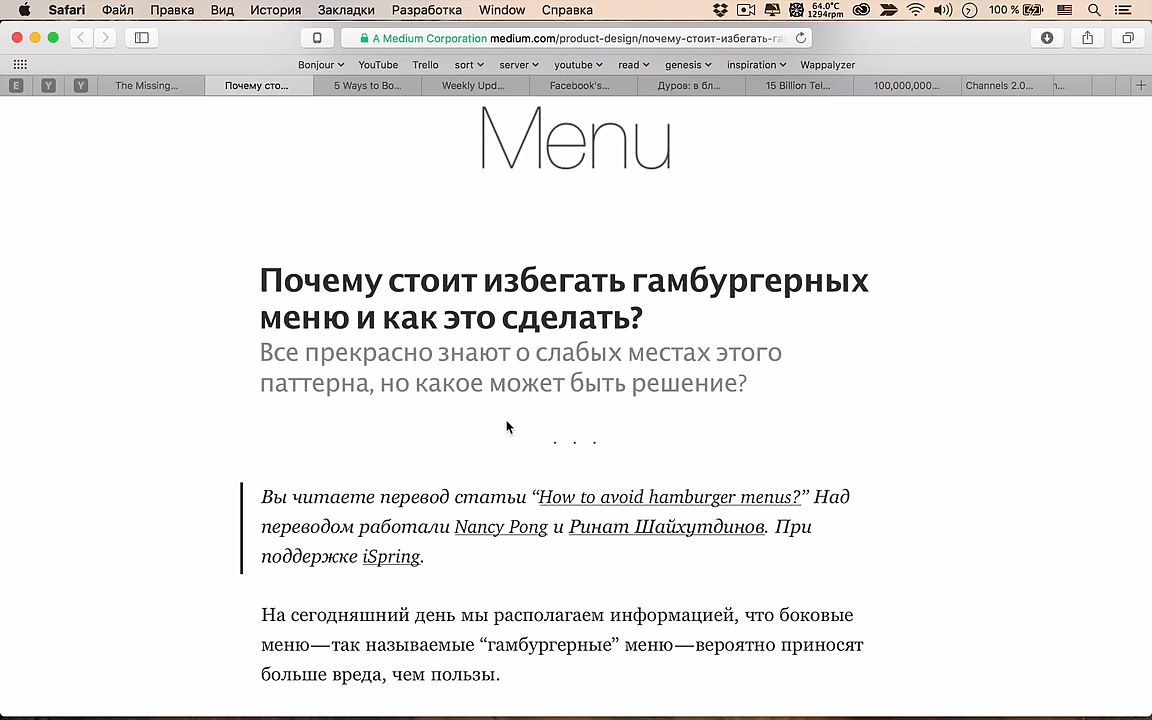 Safari Файл Правка Вид История Закладки Разработка Window Справка 64.0°C 1294rpm 100 %
A Medium Corporation medium.com/product-design/почему-стоит-избегать-га
Bonjour YouTube Trello sort server youtube read genesis inspiration Wappalyzer
E Y Y The Missing... Почему сто... 5 Ways to Bo... Weekly Upd... Facebook's... Дуров: в бл... 15 Billion Tel... 100,000,000... Channels 2.0...
Menu
Почему стоит избегать гамбургерных
меню и как это сделать?
Все прекрасно знают о слабых местах этого
паттерна, но какое может быть решение?
. . .
Вы читаете перевод статьи “How to avoid hamburger menus?” Над
переводом работали Nancy Pong и Ринат Шайхутдинов. При
поддержке iSpring.
На сегодняшний день мы располагаем информацией, что боковые
меню—так называемые “гамбургерные” меню—вероятно приносят
больше вреда, чем пользы.